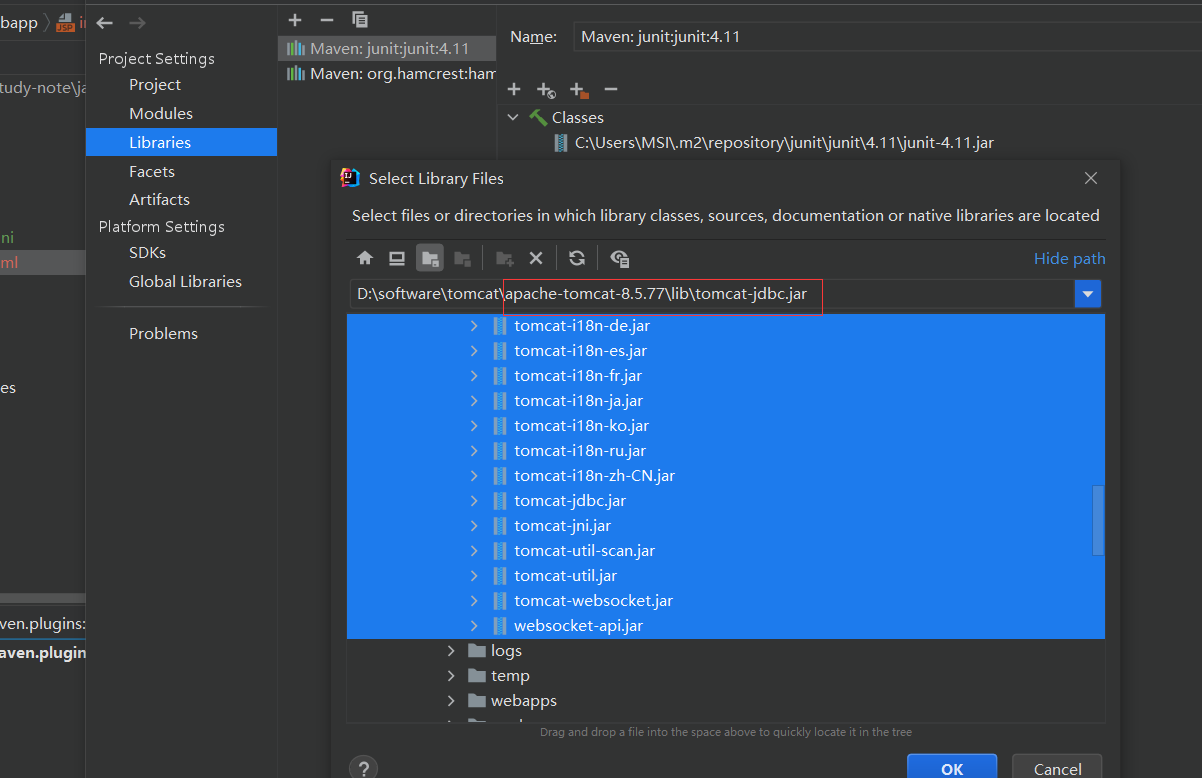 bapp
JSP
Project Settings
Project
Modules
Libraries
Facets
Artifacts
Platform Settings
SDKs
Global Libraries
Problems
tudy-note\ja
ni
ml
es
ven.plugins:
aven.plugin
Maven: junit:junit:4.11
Maven: org.hamcrest:ham
Name:
Maven: junit:junit:4.11
Classes
C:\Users\MSI\.m2\repository\junit\junit\4.11\junit-4.11.jar
Select Library Files
Select files or directories in which library classes, sources, documentation or native libraries are located
Hide path
D:\software\tomcat\apache-tomcat-8.5.77\lib\tomcat-jdbc.jar
tomcat-i18n-de.jar
tomcat-i18n-es.jar
tomcat-i18n-fr.jar
tomcat-i18n-ja.jar
tomcat-i18n-ko.jar
tomcat-i18n-ru.jar
tomcat-i18n-zh-CN.jar
tomcat-jdbc.jar
tomcat-jni.jar
tomcat-util-scan.jar
tomcat-util.jar
tomcat-websocket.jar
websocket-api.jar
logs
temp
webapps
Drag and drop a file into the space above to quickly locate it in the tree
?
OK
Cancel